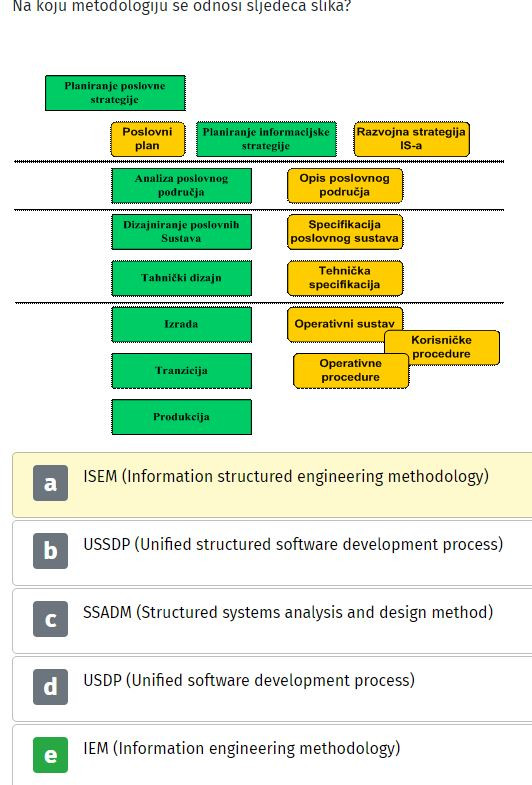 Na koju metodologiju se odnosi sljedeća slika?
Planiranje poslovne
strategije
Poslovni
plan
Planiranje informacijske
strategije
Razvojna strategija
IS-a
Analiza poslovnog
područja
Opis poslovnog
područja
Dizajniranje poslovnih
Sustava
Specifikacija
poslovnog sustava
Tahnički dizajn
Tehnička
specifikacija
Izrada
Operativni sustav
Korisničke
procedure
Tranzicija
Operativne
procedure
Produkcija
a
ISEM (Information structured engineering methodology)
b
USSDP (Unified structured software development process)
c
SSADM (Structured systems analysis and design method)
d
USDP (Unified software development process)
e
IEM (Information engineering methodology)